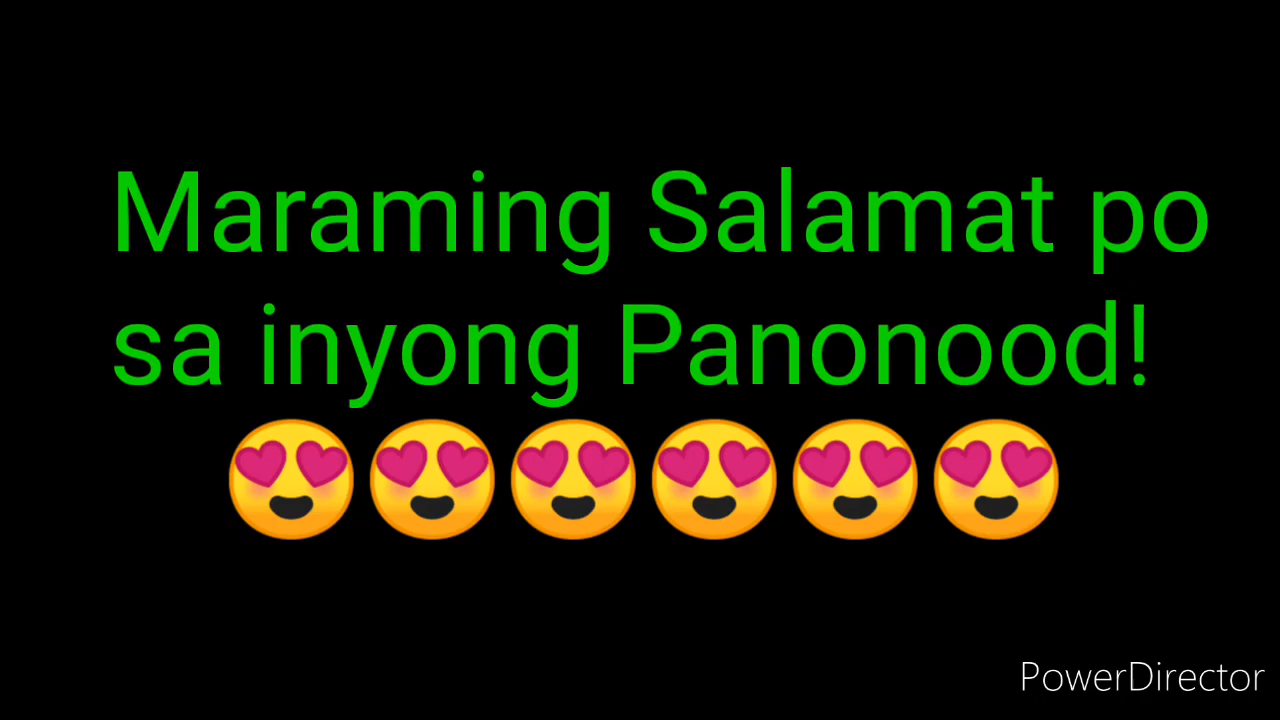 Maraming Salamat po
sa inyong Panonood!
😍😍😍😍😍😍
PowerDirector